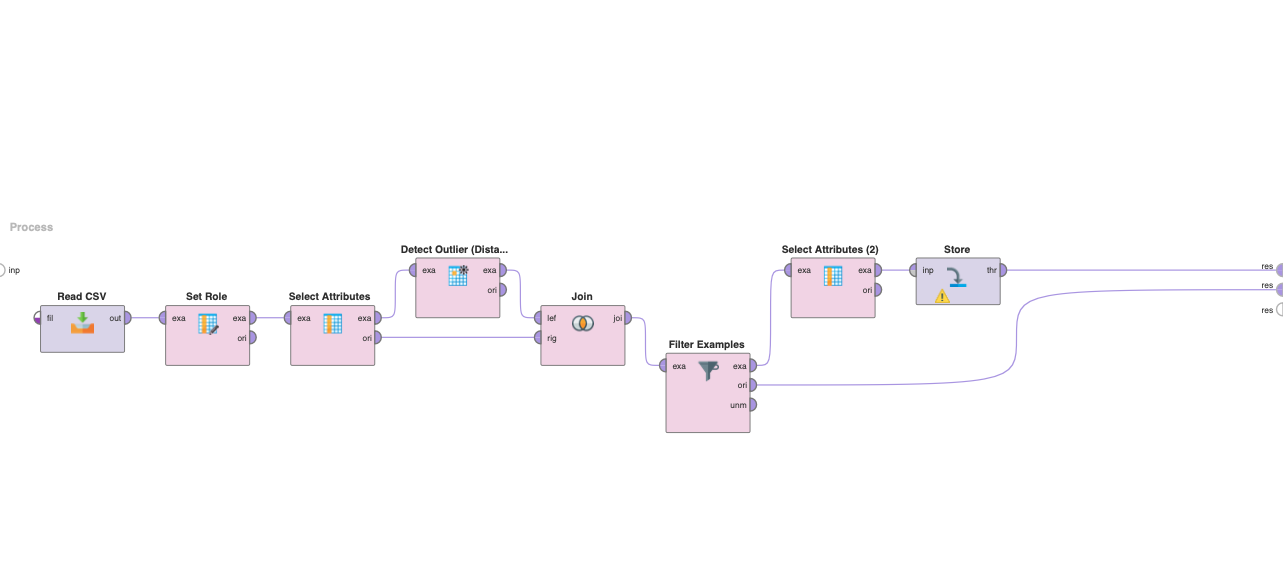 Process
inp
Read CSV
fil
out
Set Role
exa
exa
ori
Select Attributes
exa
exa
ori
Detect Outlier (Dista...
exa
exa
ori
Join
lef
joi
rig
Filter Examples
exa
exa
ori
unm
Select Attributes (2)
exa
exa
ori
Store
inp
thr
res
res
res